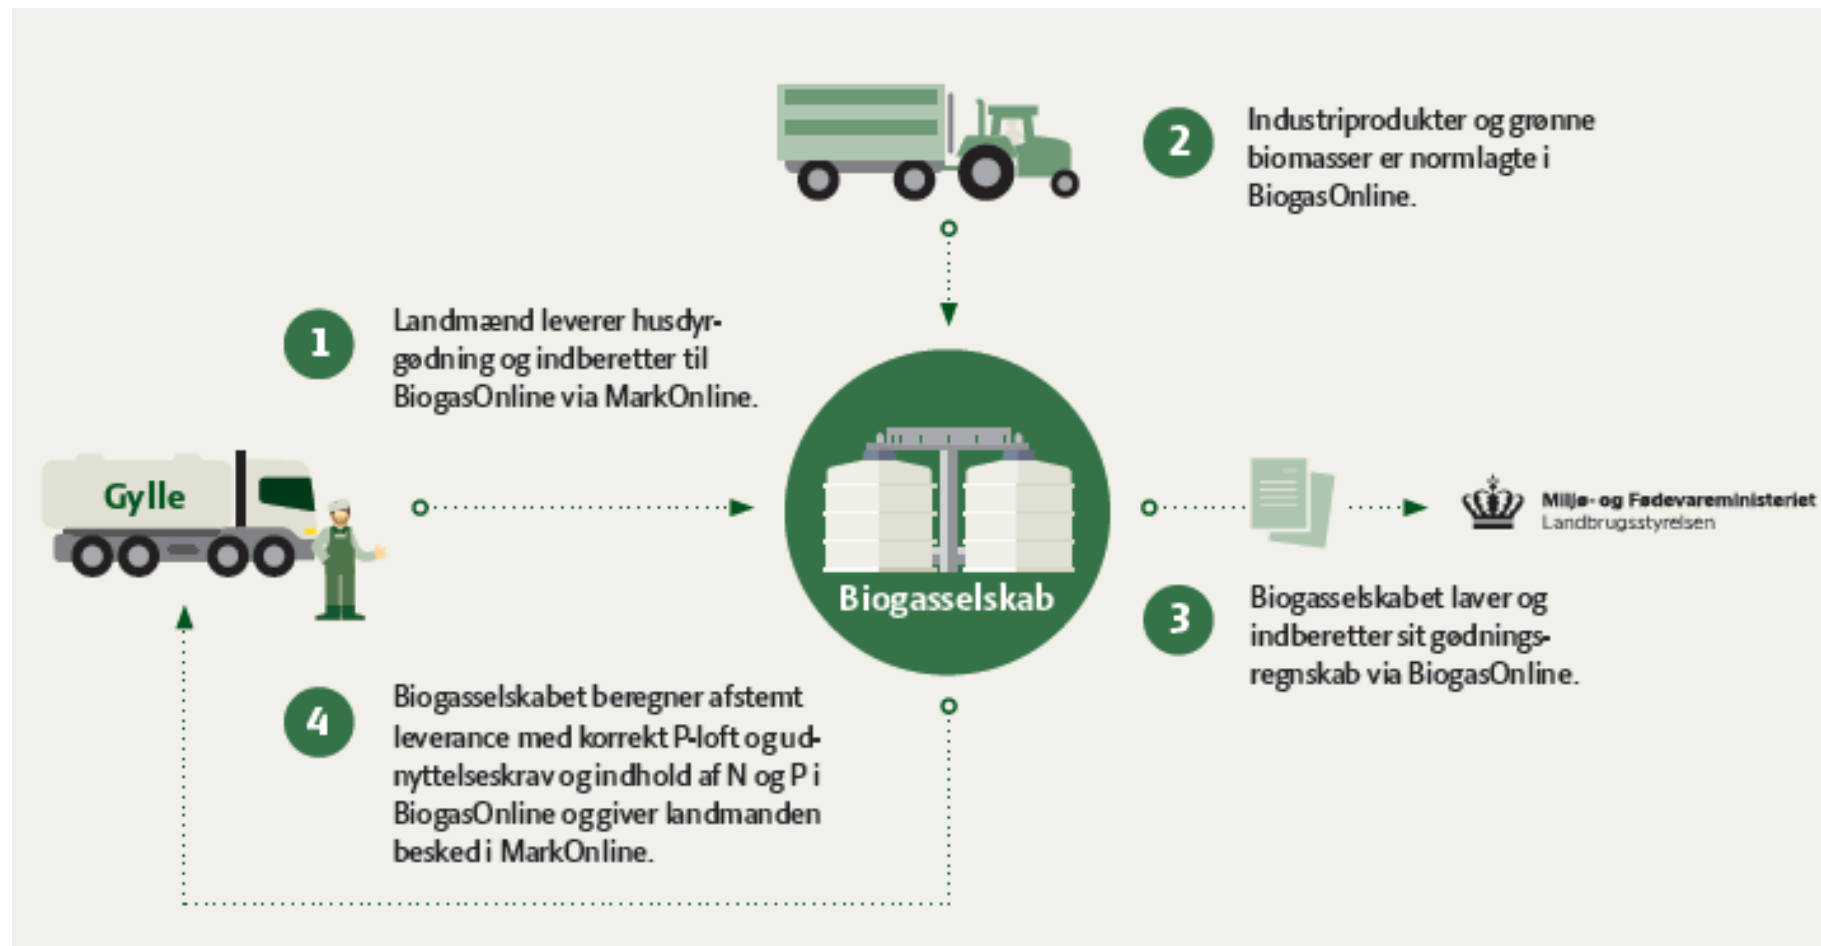 2
Industriprodukter og grønne
biomasser er normlagte i
BiogasOnline.
1
Landmænd leverer husdyr-
gødning og indberetter til
BiogasOnline via MarkOnline.
Gylle
Biogasselskab
Miljø- og Fødevareministeriet
Landbrugsstyrelsen
3
Biogasselskabet laver og
indberetter sit gødnings-
regnskab via BiogasOnline.
4
Biogasselskabet beregner afstemt
leverance med korrekt P-loft og ud-
nyttelseskrav og indhold af N og P i
BiogasOnline og giver landmanden
besked i MarkOnline.